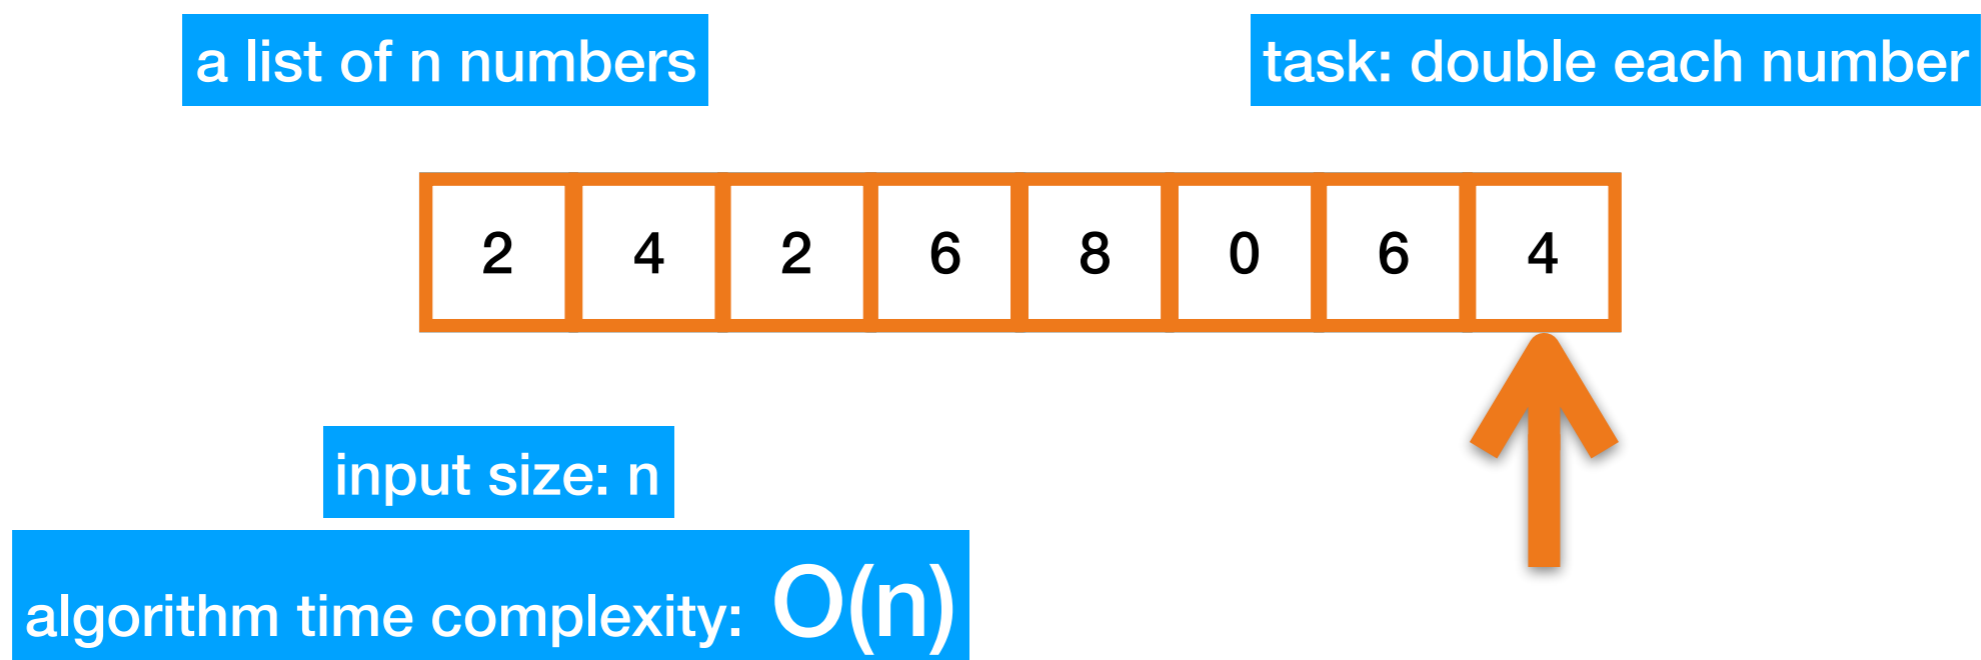 a list of n numbers
task: double each number
2 4 2 6 8 0 6 4
input size: n
algorithm time complexity: O(n)